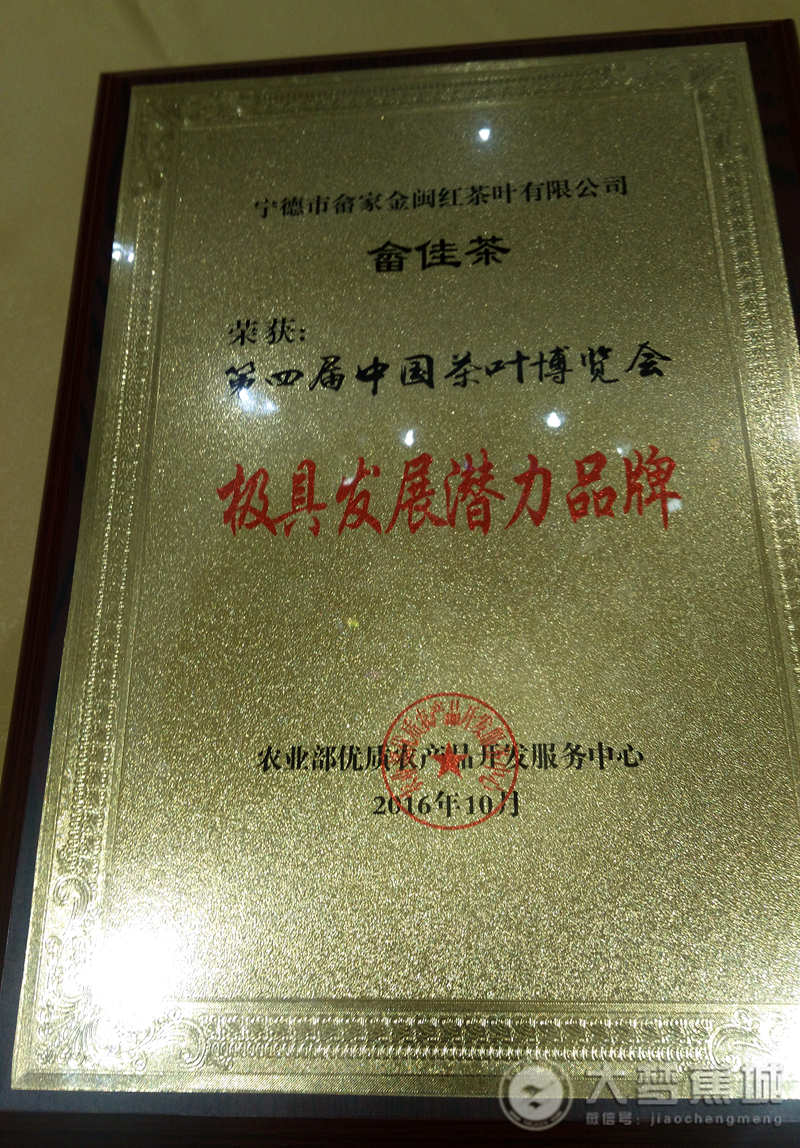 宁德市畲家金闽红茶叶有限公司
畲佳茶
荣获:
第四届中国茶叶博览会
极具发展潜力品牌
农业部优质农产品开发服务中心
2016年10月
大梦蕉城
微信号: jiaochengmeng